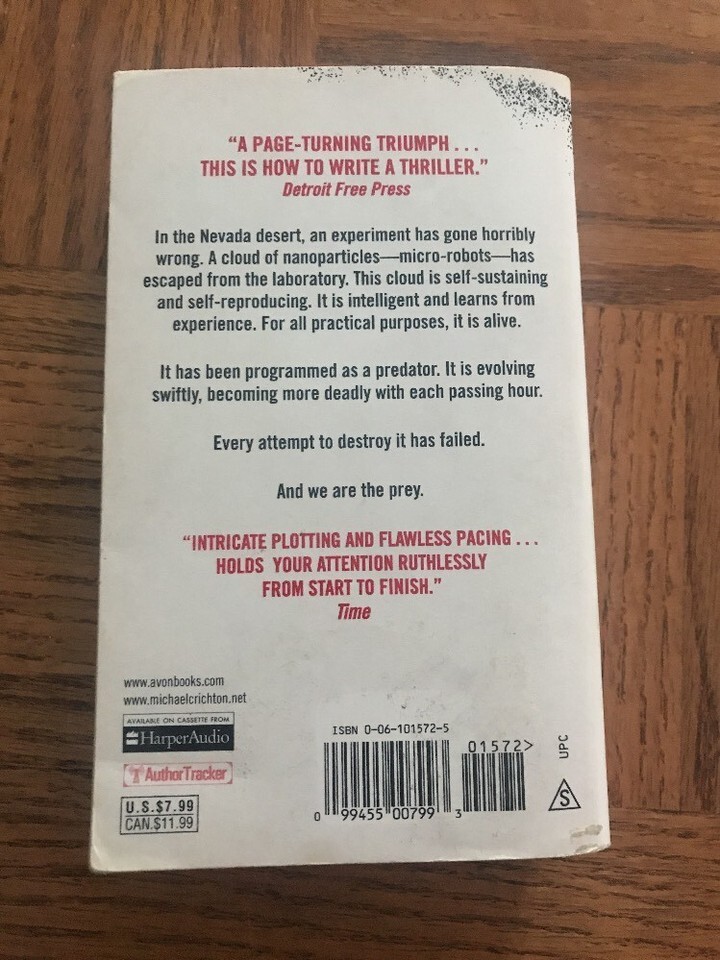 “A PAGE-TURNING TRIUMPH . . .
THIS IS HOW TO WRITE A THRILLER.”
Detroit Free Press
In the Nevada desert, an experiment has gone horribly
wrong. A cloud of nanoparticles—micro-robots—has
escaped from the laboratory. This cloud is self-sustaining
and self-reproducing. It is intelligent and learns from
experience. For all practical purposes, it is alive.
It has been programmed as a predator. It is evolving
swiftly, becoming more deadly with each passing hour.
Every attempt to destroy it has failed.
And we are the prey.
“INTRICATE PLOTTING AND FLAWLESS PACING . . .
HOLDS YOUR ATTENTION RUTHLESSLY
FROM START TO FINISH.”
Time
www.avonbooks.com
www.michaelcrichton.net
AVAILABLE ON CASSETTE FROM
HarperAudio
AuthorTracker
U.S.$7.99
CAN.$11.99
ISBN 0-06-101572-5
01572>
0 99455 00799 3
UPC
S